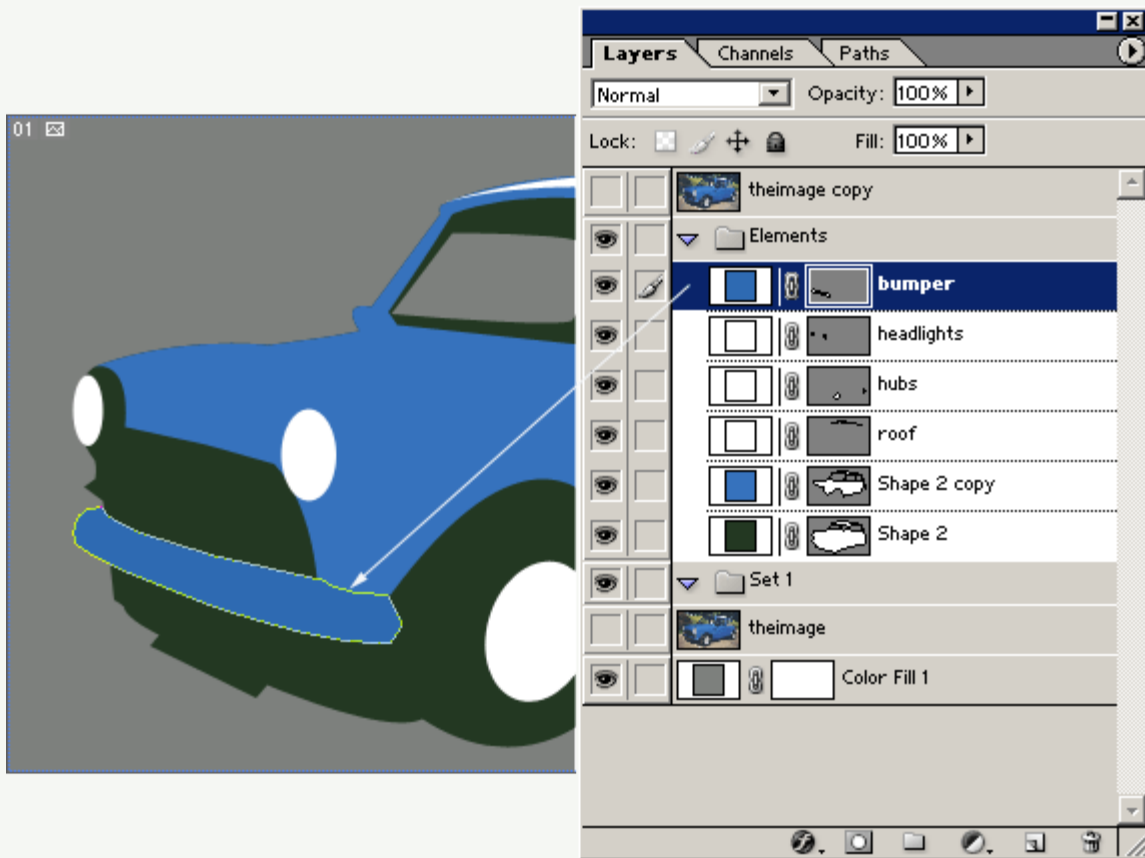 01
Layers Channels Paths
Normal Opacity: 100%
Lock: Fill: 100%
theimage copy
Elements
bumper
headlights
hubs
roof
Shape 2 copy
Shape 2
Set 1
theimage
Color Fill 1